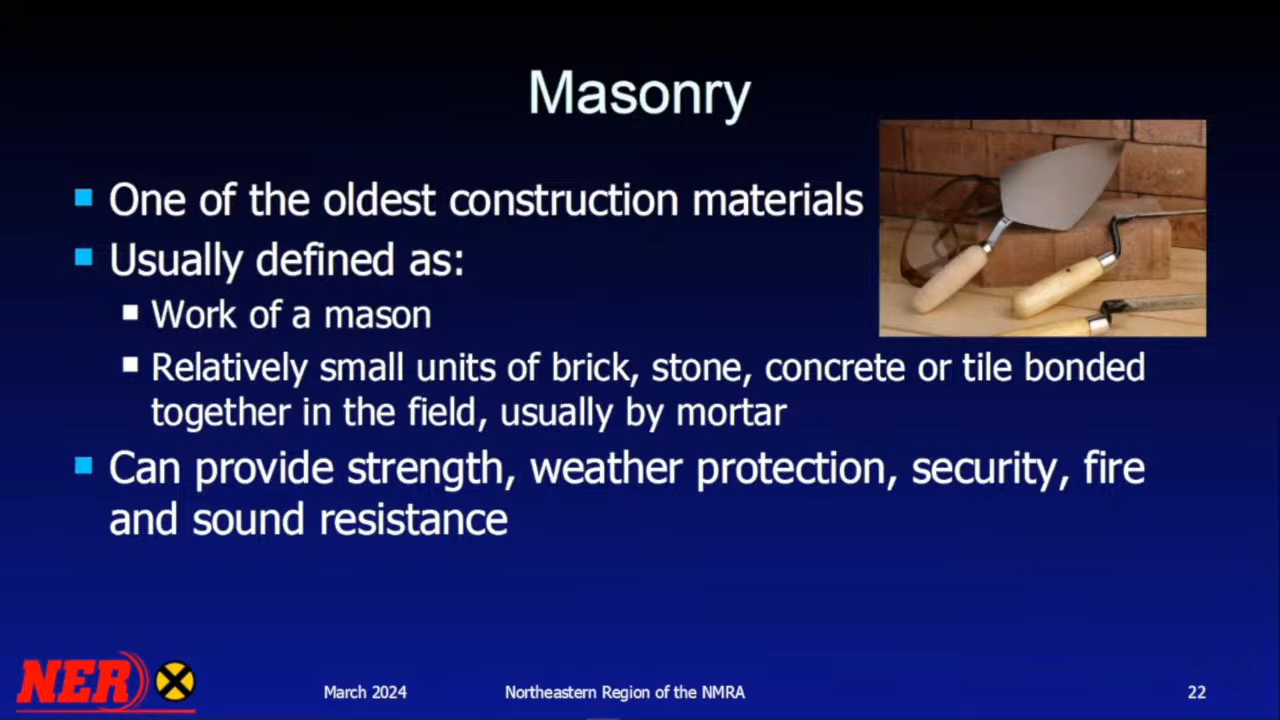 Masonry
One of the oldest construction materials
Usually defined as:
Work of a mason
Relatively small units of brick, stone, concrete or tile bonded
together in the field, usually by mortar
Can provide strength, weather protection, security, fire
and sound resistance
NER
March 2024
Northeastern Region of the NMRA
22